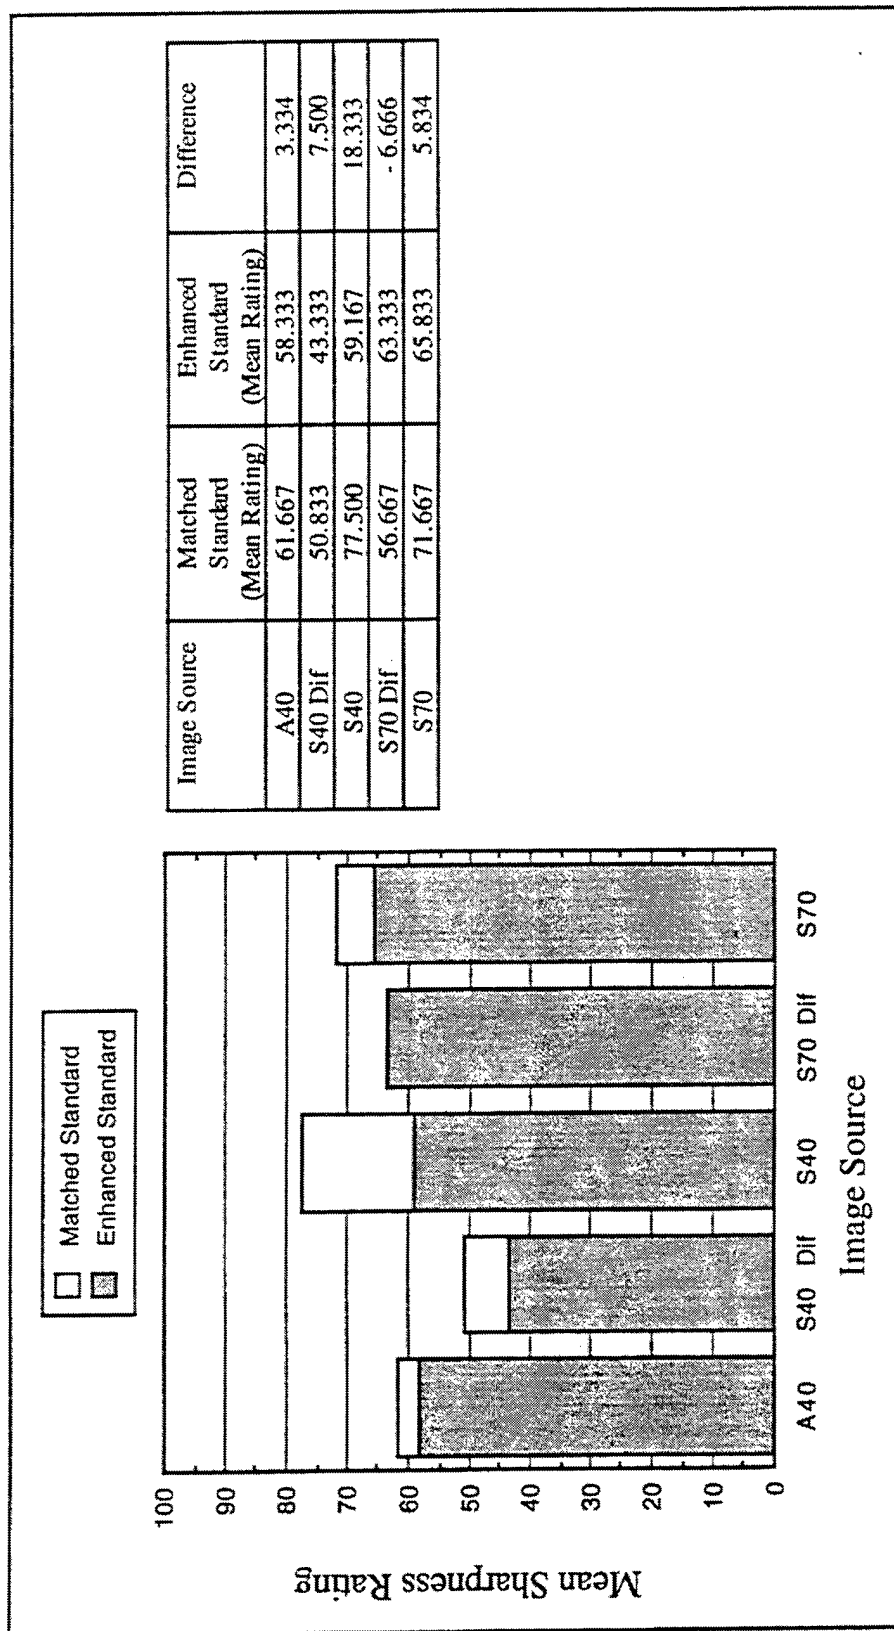 Matched Standard
Enhanced Standard
Mean Sharpness Rating
100
90
80
70
60
50
40
30
20
10
0
A40 S40 Dif S40 S70 Dif S70
Image Source
Image Source Matched Standard (Mean Rating) Enhanced Standard (Mean Rating) Difference
A40 61.667 58.333 3.334
S40 Dif 50.833 43.333 7.500
S40 77.500 59.167 18.333
S70 Dif 56.667 63.333 - 6.666
S70 71.667 65.833 5.834